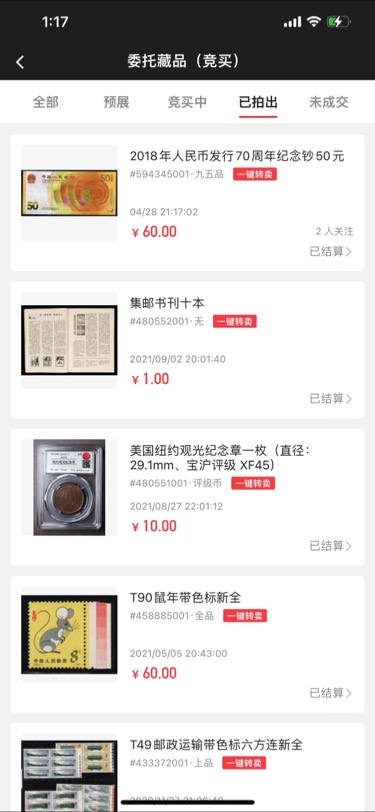 1:17
委托藏品（竞买）
全部 预展 竞买中 已拍出 未成交
2018年人民币发行70周年纪念钞50元
#594345001·九五品 一键转卖
04/28 21:17:02
¥ 60.00 2 人关注
已结算
集邮书刊十本
#480552001·无 一键转卖
2021/09/02 20:01:40
¥ 1.00
已结算
美国纽约观光纪念章一枚（直径：
29.1mm、宝沪评级 XF45）
#480551001·评级币 一键转卖
2021/08/27 22:01:12
¥ 10.00
已结算
T90鼠年带色标新全
#458885001·全品 一键转卖
2021/05/05 20:43:00
¥ 60.00
已结算
T49邮政运输带色标六方连新全
#433372001·上品 一键转卖